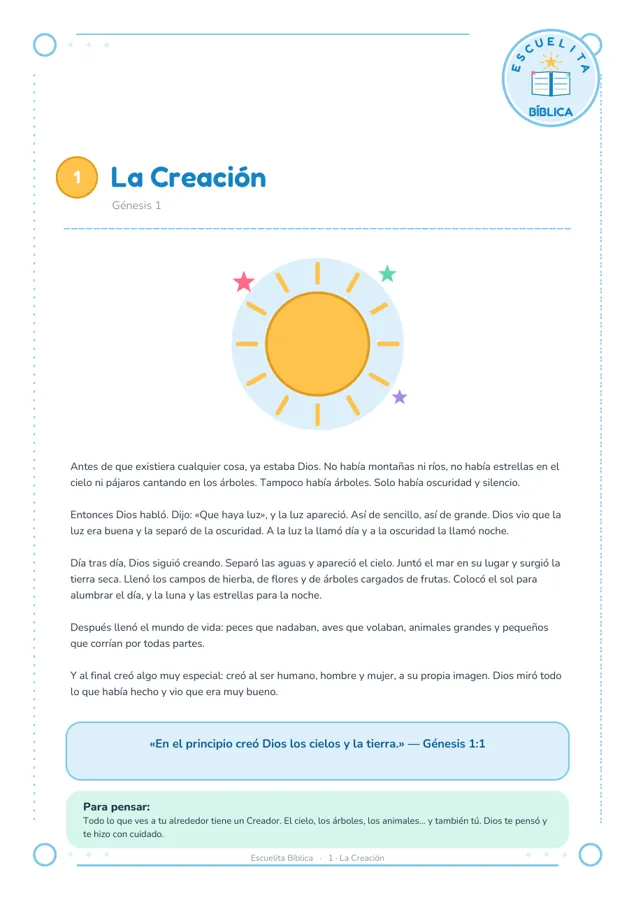 ESCUELITA
BÍBLICA
1
La Creación
Génesis 1
Antes de que existiera cualquier cosa, ya estaba Dios. No había montañas ni ríos, no había estrellas en el
cielo ni pájaros cantando en los árboles. Tampoco había árboles. Solo había oscuridad y silencio.
Entonces Dios habló. Dijo: «Que haya luz», y la luz apareció. Así de sencillo, así de grande. Dios vio que la
luz era buena y la separó de la oscuridad. A la luz la llamó día y a la oscuridad la llamó noche.
Día tras día, Dios siguió creando. Separó las aguas y apareció el cielo. Juntó el mar en su lugar y surgió la
tierra seca. Llenó los campos de hierba, de flores y de árboles cargados de frutas. Colocó el sol para
alumbrar el día, y la luna y las estrellas para la noche.
Después llenó el mundo de vida: peces que nadaban, aves que volaban, animales grandes y pequeños
que corrían por todas partes.
Y al final creó algo muy especial: creó al ser humano, hombre y mujer, a su propia imagen. Dios miró todo
lo que había hecho y vio que era muy bueno.
«En el principio creó Dios los cielos y la tierra.» — Génesis 1:1
Para pensar:
Todo lo que ves a tu alrededor tiene un Creador. El cielo, los árboles, los animales... y también tú. Dios te pensó y
te hizo con cuidado.
Escuelita Bíblica · 1 · La Creación